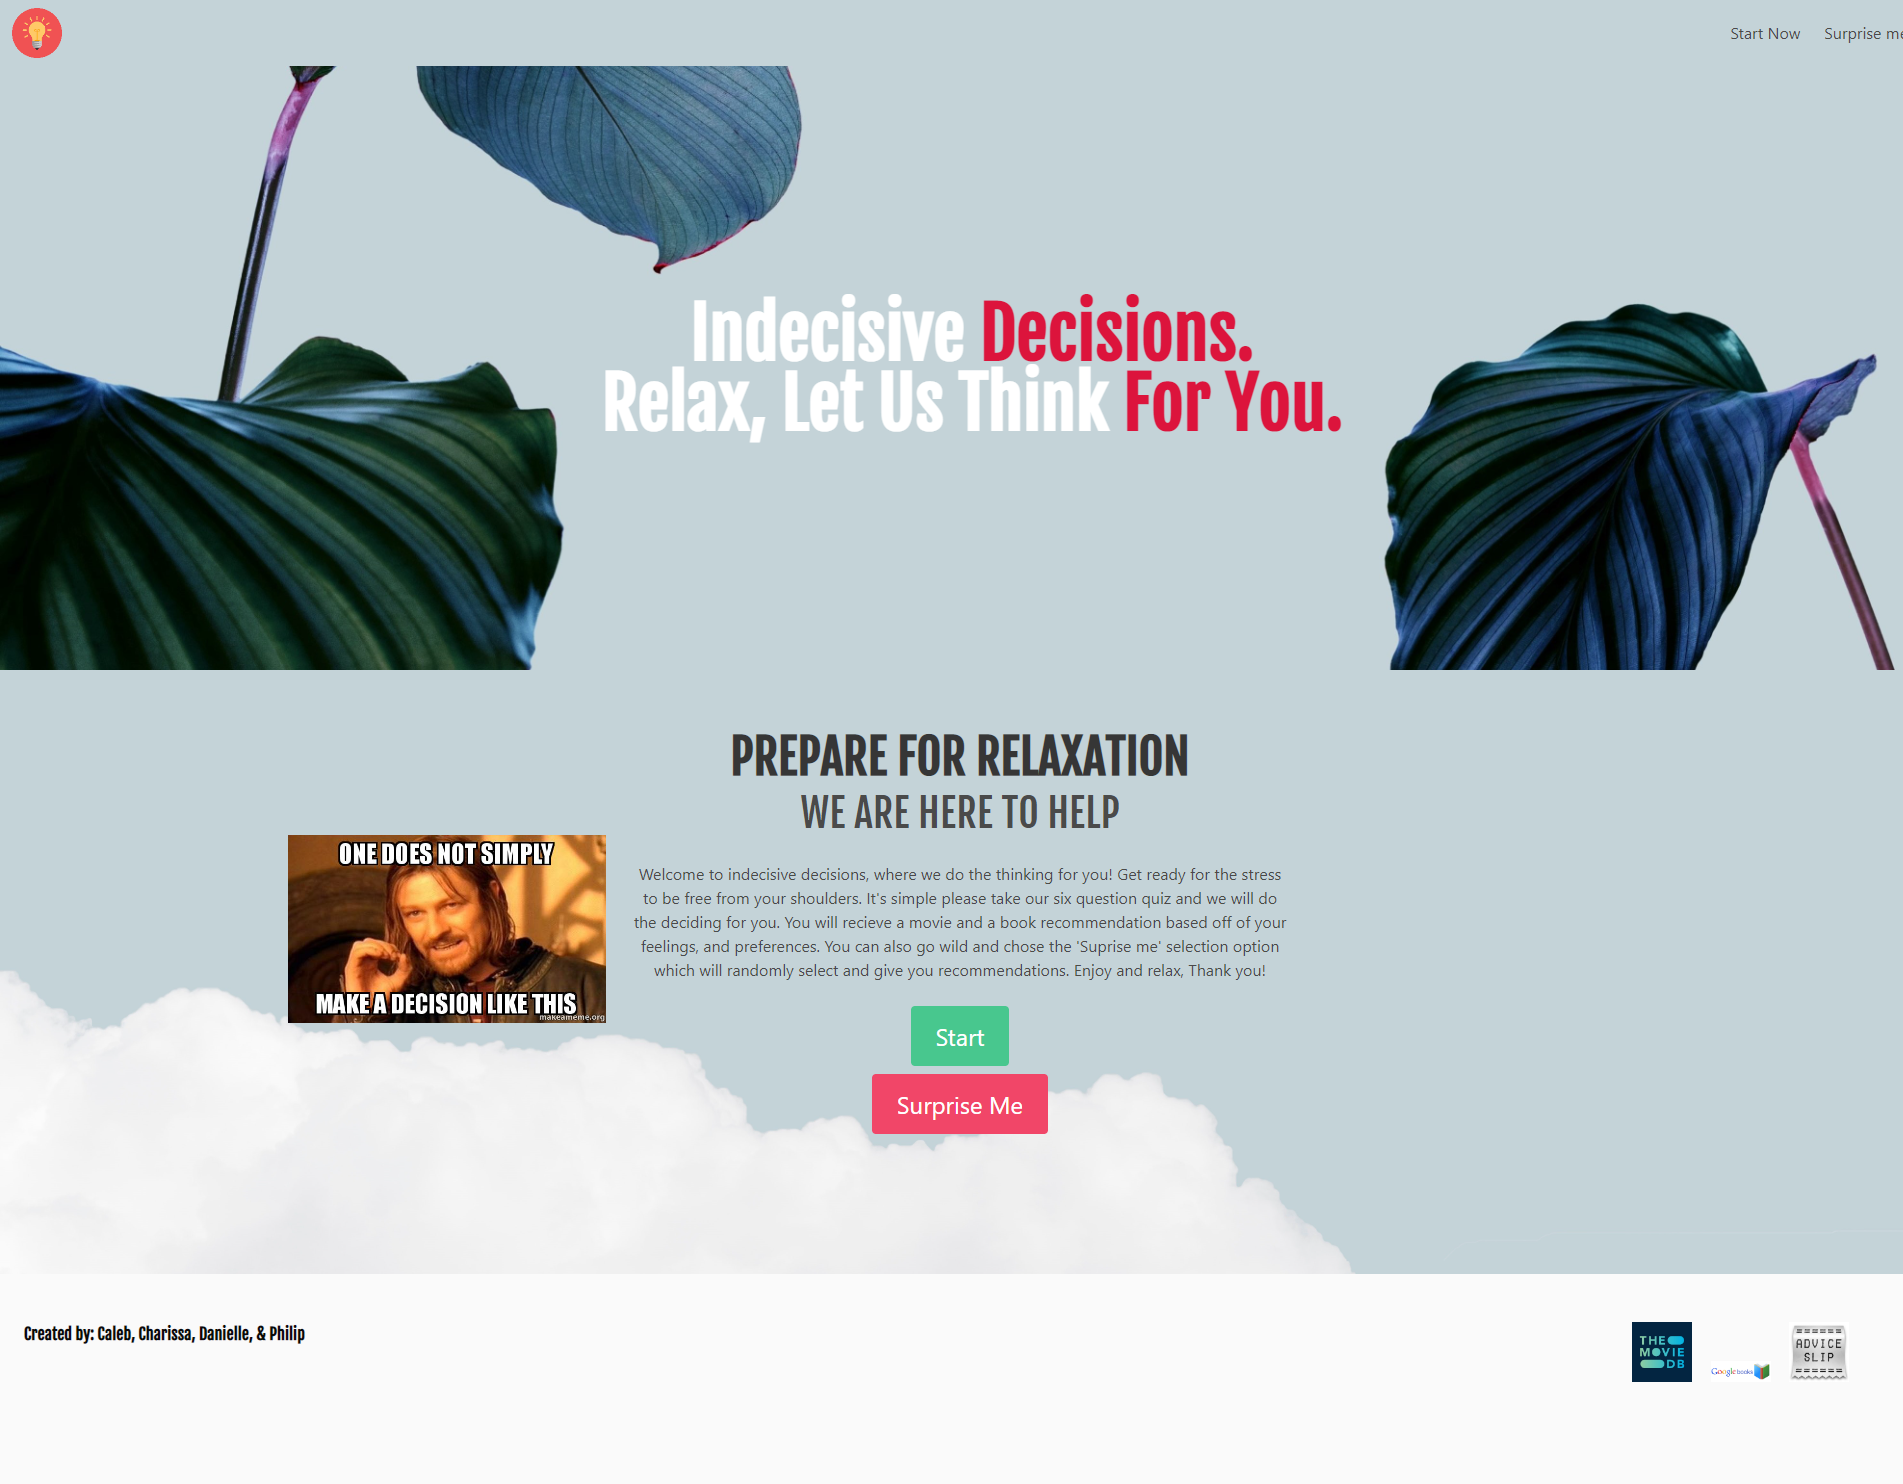 Start Now Surprise me
Indecisive Decisions.
Relax, Let Us Think For You.
PREPARE FOR RELAXATION
WE ARE HERE TO HELP
ONE DOES NOT SIMPLY
MAKE A DECISION LIKE THIS
makeameme.org
Welcome to indecisive decisions, where we do the thinking for you! Get ready for the stress
to be free from your shoulders. It's simple please take our six question quiz and we will do
the deciding for you. You will recieve a movie and a book recommendation based off of your
feelings, and preferences. You can also go wild and chose the 'Suprise me' selection option
which will randomly select and give you recommendations. Enjoy and relax, Thank you!
Start
Surprise Me
Created by: Caleb, Charissa, Danielle, & Philip
THE
MOVIE
DB
Google books
ADVICE
SLIP